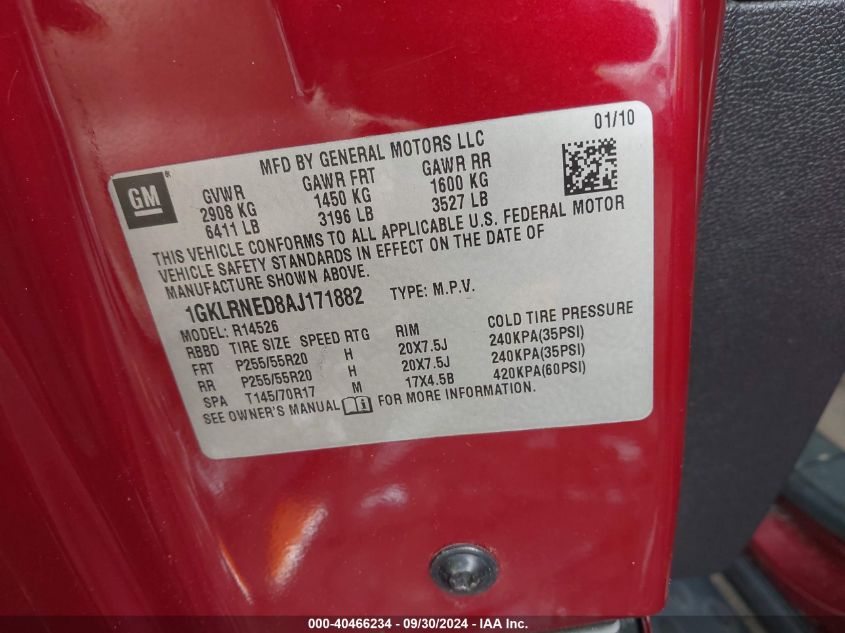 01/10
MFD BY GENERAL MOTORS LLC
GM
GVWR GAWR FRT GAWR RR
2908 KG 1450 KG 1600 KG
6411 LB 3196 LB 3527 LB
THIS VEHICLE CONFORMS TO ALL APPLICABLE U.S. FEDERAL MOTOR
VEHICLE SAFETY STANDARDS IN EFFECT ON THE DATE OF
MANUFACTURE SHOWN ABOVE.
1GKLRNED8AJ171882 TYPE: M.P.V.
MODEL: R14526
RBBD TIRE SIZE SPEED RTG RIM COLD TIRE PRESSURE
FRT P255/55R20 H 20X7.5J 240KPA(35PSI)
RR P255/55R20 H 20X7.5J 240KPA(35PSI)
SPA T145/70R17 M 17X4.5B 420KPA(60PSI)
SEE OWNER'S MANUAL FOR MORE INFORMATION.
000-40466234 - 09/30/2024 - IAA Inc.